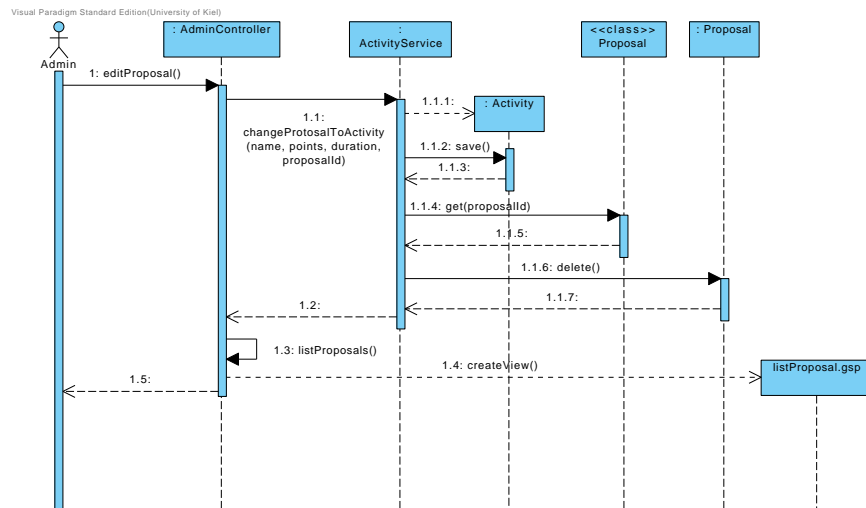 Visual Paradigm Standard Edition(University of Kiel)
Admin
: AdminController
:
ActivityService
<<class>>
Proposal
: Proposal
1: editProposal()
1.1:
changeProtosalToActivity
(name, points, duration,
proposalId)
1.1.1:
: Activity
1.1.2: save()
1.1.3:
1.1.4: get(proposalId)
1.1.5:
1.1.6: delete()
1.1.7:
1.2:
1.3: listProposals()
1.4: createView()
listProposal.gsp
1.5: